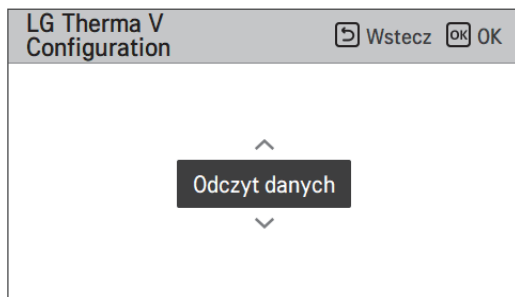 LG Therma V
Configuration
Wstecz OK OK
Odczyt danych